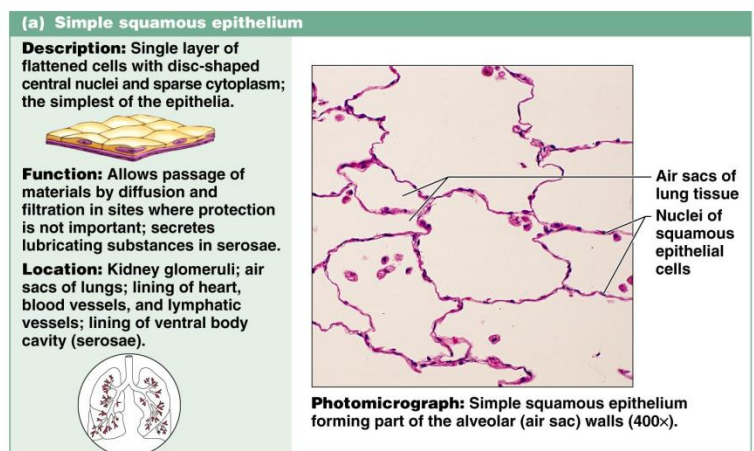 (a) Simple squamous epithelium
Description: Single layer of
flattened cells with disc-shaped
central nuclei and sparse cytoplasm;
the simplest of the epithelia.
Function: Allows passage of
materials by diffusion and
filtration in sites where protection
is not important; secretes
lubricating substances in serosae.
Location: Kidney glomeruli; air
sacs of lungs; lining of heart,
blood vessels, and lymphatic
vessels; lining of ventral body
cavity (serosae).
Air sacs of
lung tissue
Nuclei of
squamous
epithelial
cells
Photomicrograph: Simple squamous epithelium
forming part of the alveolar (air sac) walls (400×).